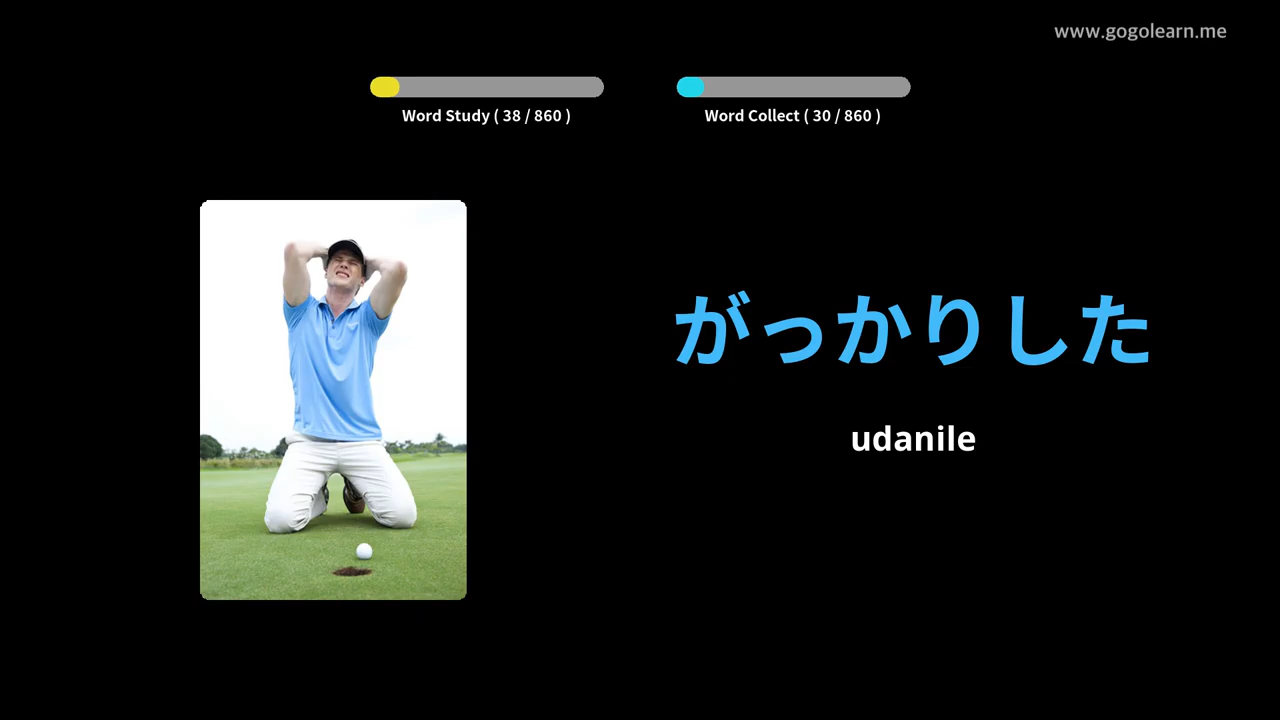 www.gogolearn.me
Word Study ( 38 / 860 )
Word Collect ( 30 / 860 )
がっかりした
udanile